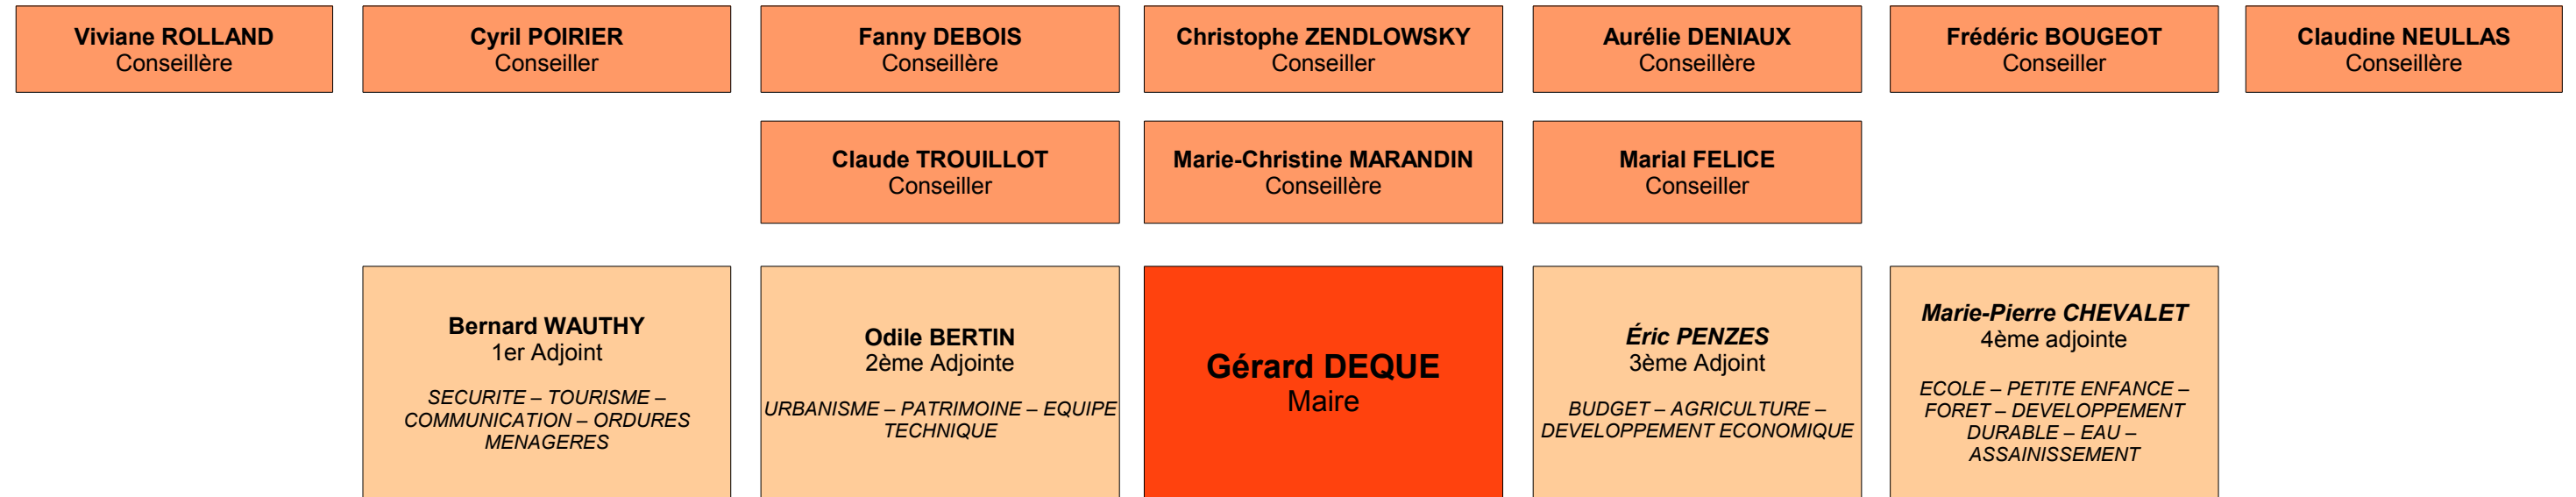 Viviane ROLLAND
Conseillère
Cyril POIRIER
Conseiller
Fanny DEBOIS
Conseillère
Christophe ZENDLOWSKY
Conseiller
Aurélie DENIAUX
Conseillère
Frédéric BOUGEOT
Conseiller
Claudine NEULLAS
Conseillère
Claude TROUILLOT
Conseiller
Marie-Christine MARANDIN
Conseillère
Marial FELICE
Conseiller
Bernard WAUTHY
1er Adjoint
SECURITE – TOURISME –
COMMUNICATION – ORDURES
MENAGERES
Odile BERTIN
2ème Adjointe
URBANISME – PATRIMOINE – EQUIPE
TECHNIQUE
Gérard DEQUE
Maire
Éric PENZES
3ème Adjoint
BUDGET – AGRICULTURE –
DEVELOPPEMENT ECONOMIQUE
Marie-Pierre CHEVALET
4ème adjointe
ECOLE – PETITE ENFANCE –
FORET – DEVELOPPEMENT
DURABLE – EAU –
ASSAINISSEMENT